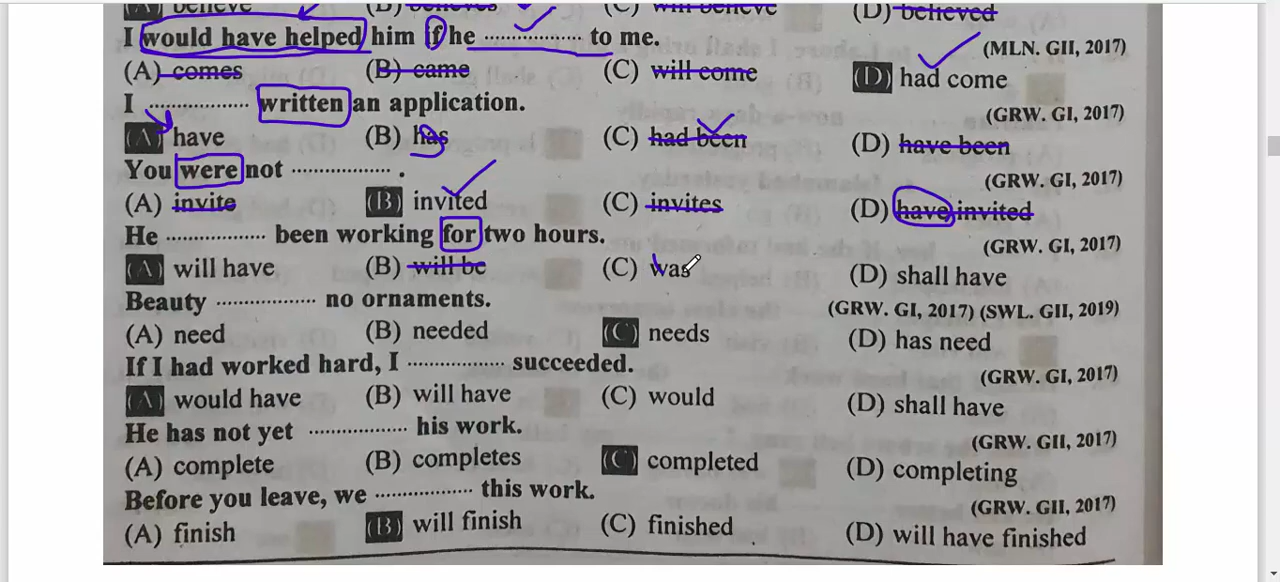 (A) believe (B) believes (C) will believe (D) believed
I would have helped him if he ................ to me. (MLN. GII, 2017)
(A) comes (B) came (C) will come (D) had come
I ................ written an application. (GRW. GI, 2017)
(A) have (B) has (C) had been (D) have been
You were not ................ . (GRW. GI, 2017)
(A) invite (B) invited (C) invites (D) have invited
He ................ been working for two hours. (GRW. GI, 2017)
(A) will have (B) will be (C) was (D) shall have
Beauty ................ no ornaments. (GRW. GI, 2017) (SWL. GII, 2019)
(A) need (B) needed (C) needs (D) has need
If I had worked hard, I ................ succeeded. (GRW. GI, 2017)
(A) would have (B) will have (C) would (D) shall have
He has not yet ................ his work. (GRW. GII, 2017)
(A) complete (B) completes (C) completed (D) completing
Before you leave, we ................ this work. (GRW. GII, 2017)
(A) finish (B) will finish (C) finished (D) will have finished